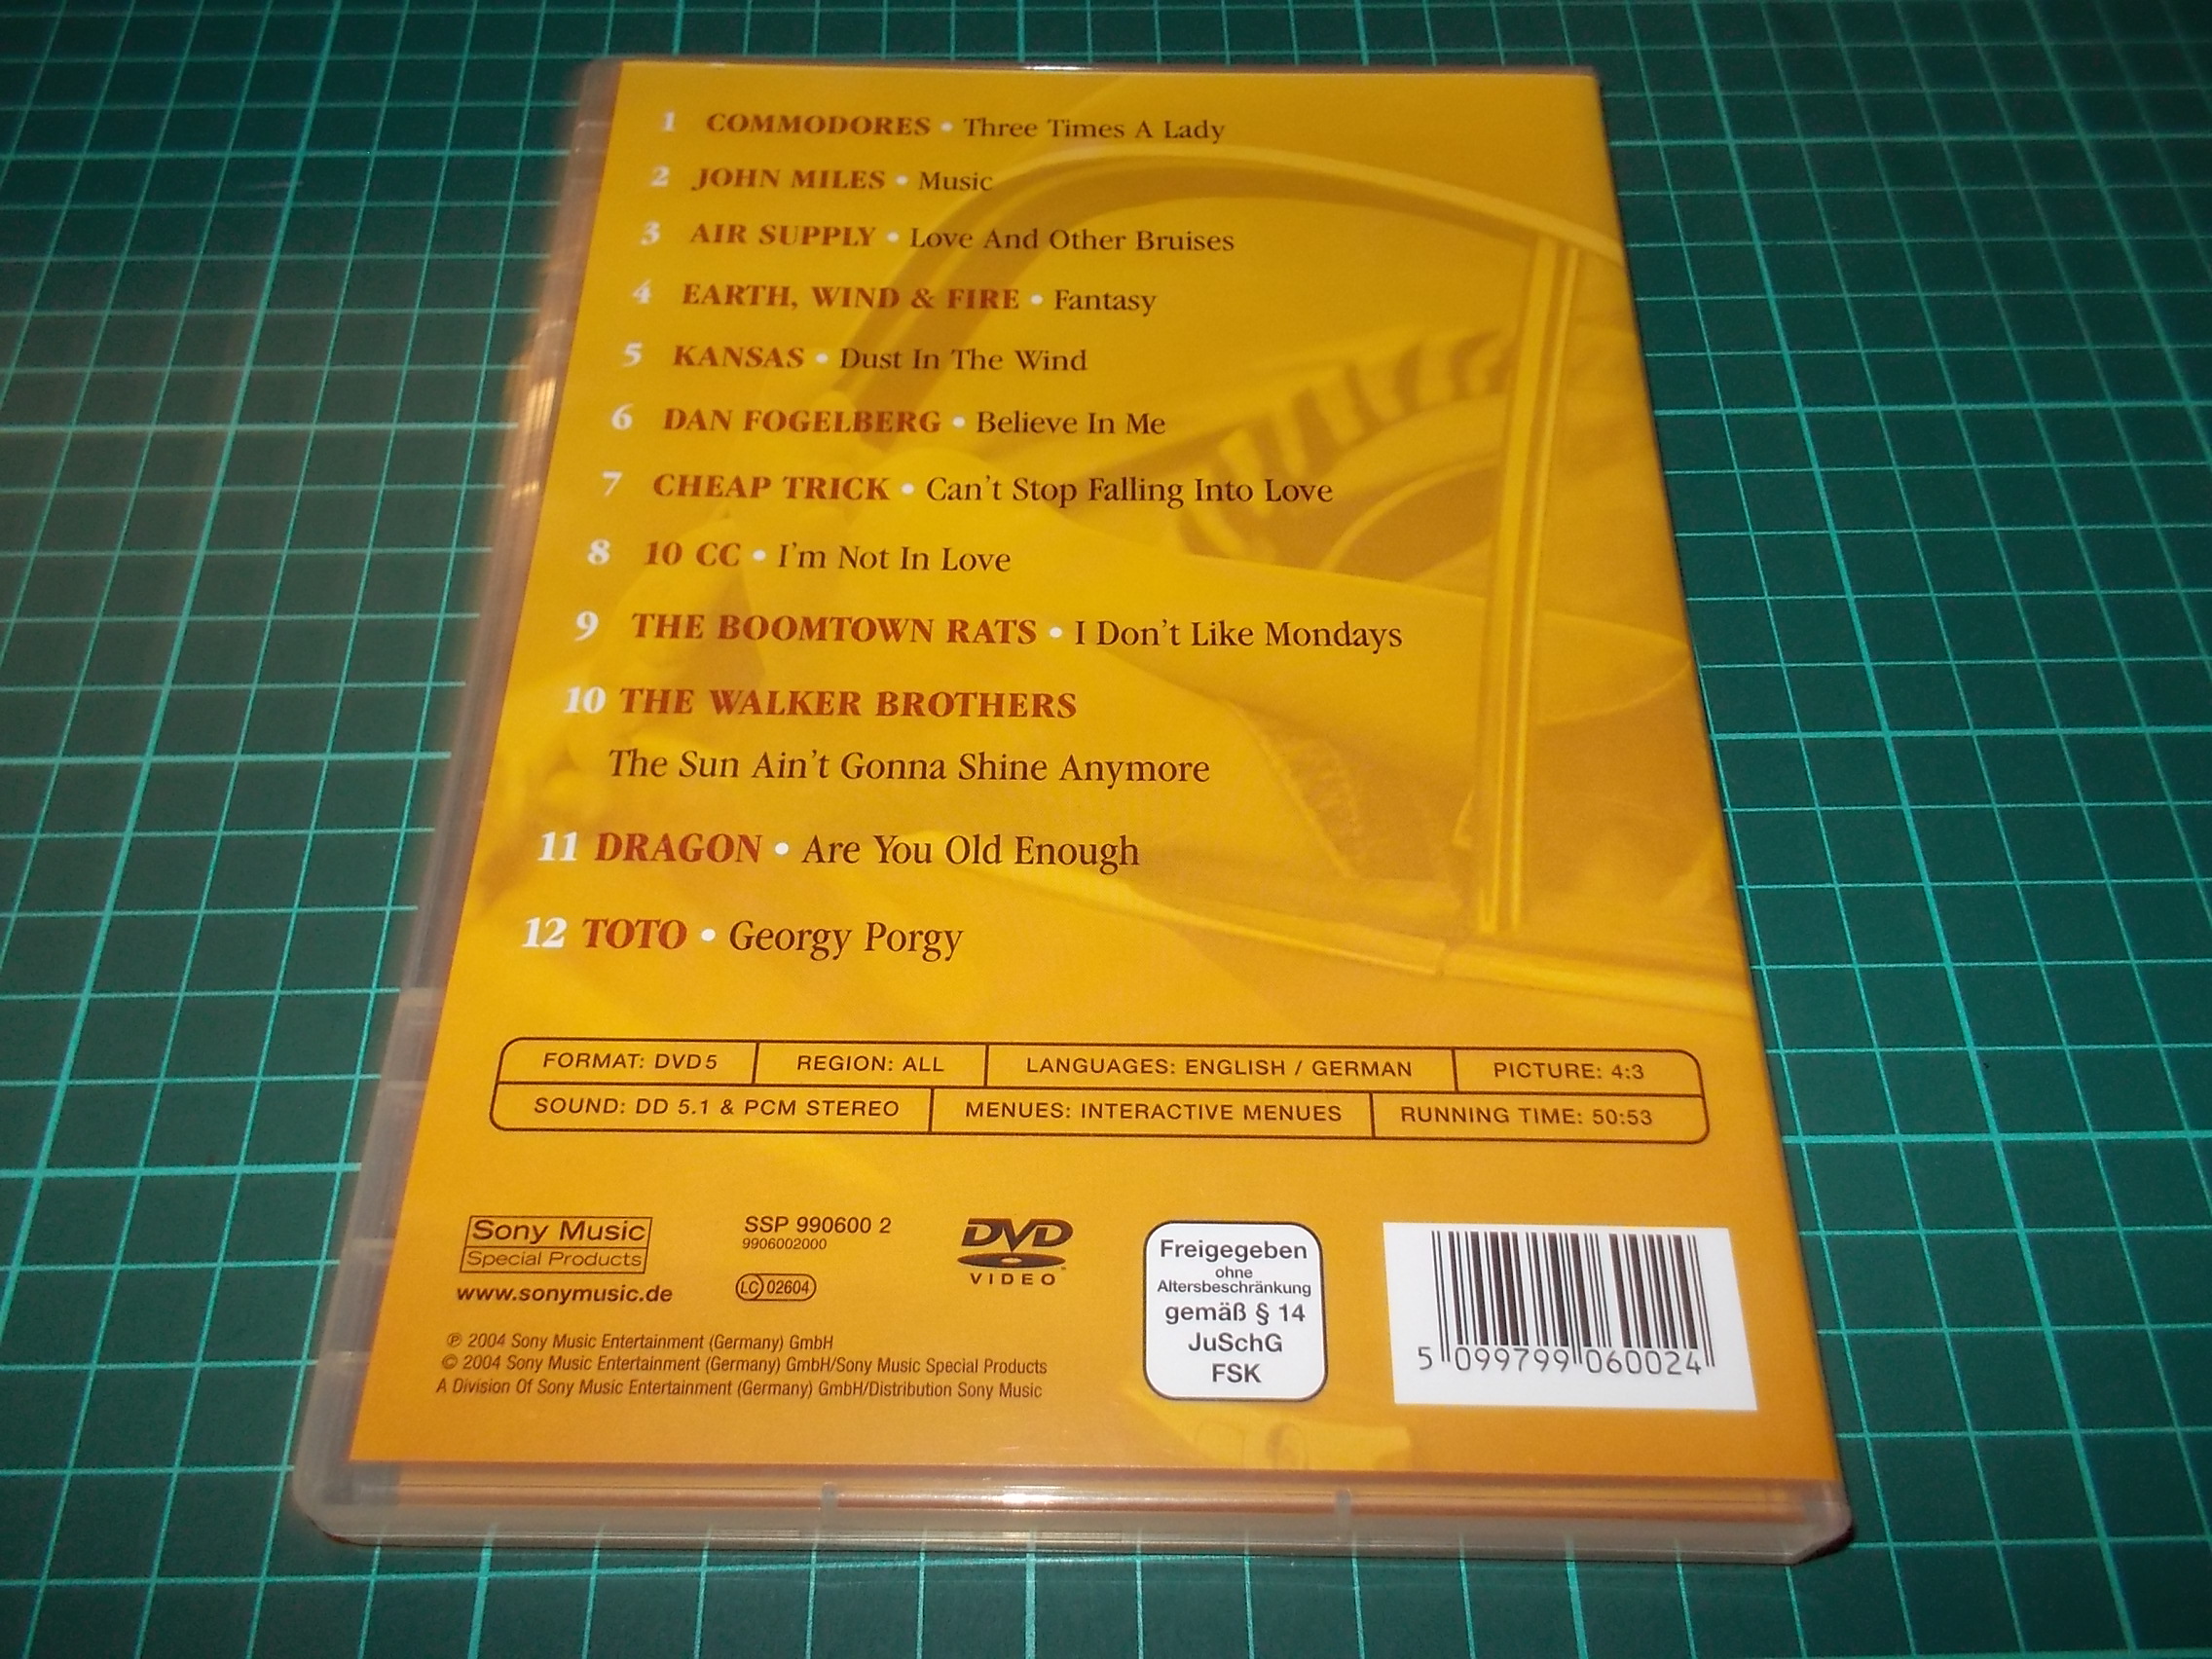 1 COMMODORES • Three Times A Lady
2 JOHN MILES • Music
3 AIR SUPPLY • Love And Other Bruises
4 EARTH, WIND & FIRE • Fantasy
5 KANSAS • Dust In The Wind
6 DAN FOGELBERG • Believe In Me
7 CHEAP TRICK • Can't Stop Falling Into Love
8 10 CC • I'm Not In Love
9 THE BOOMTOWN RATS • I Don't Like Mondays
10 THE WALKER BROTHERS
The Sun Ain't Gonna Shine Anymore
11 DRAGON • Are You Old Enough
12 TOTO • Georgy Porgy
FORMAT: DVD5 REGION: ALL LANGUAGES: ENGLISH / GERMAN PICTURE: 4:3
SOUND: DD 5.1 & PCM STEREO MENUES: INTERACTIVE MENUES RUNNING TIME: 50:53
Sony Music
Special Products
www.sonymusic.de
SSP 990600 2
9906002000
LC 02604
DVD
VIDEO
Freigegeben
ohne
Altersbeschränkung
gemäß § 14
JuSchG
FSK
5 099799 060024
℗ 2004 Sony Music Entertainment (Germany) GmbH
© 2004 Sony Music Entertainment (Germany) GmbH/Sony Music Special Products
A Division Of Sony Music Entertainment (Germany) GmbH/Distribution Sony Music